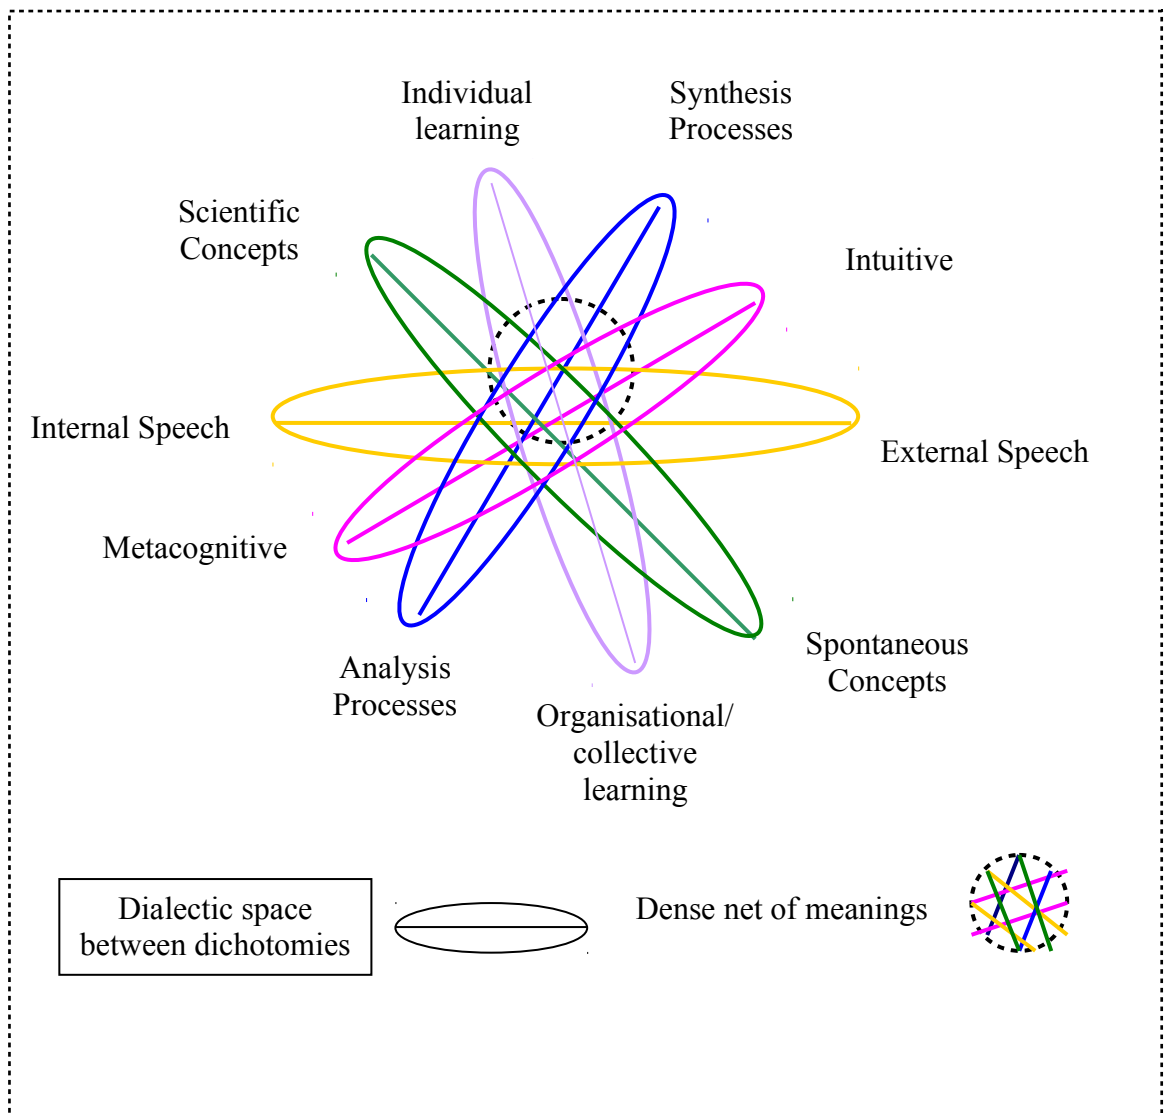 Individual
learning
Synthesis
Processes
Scientific
Concepts
Intuitive
Internal Speech
External Speech
Metacognitive
Spontaneous
Concepts
Analysis
Processes
Organisational/
collective
learning
Dialectic space
between dichotomies
Dense net of meanings